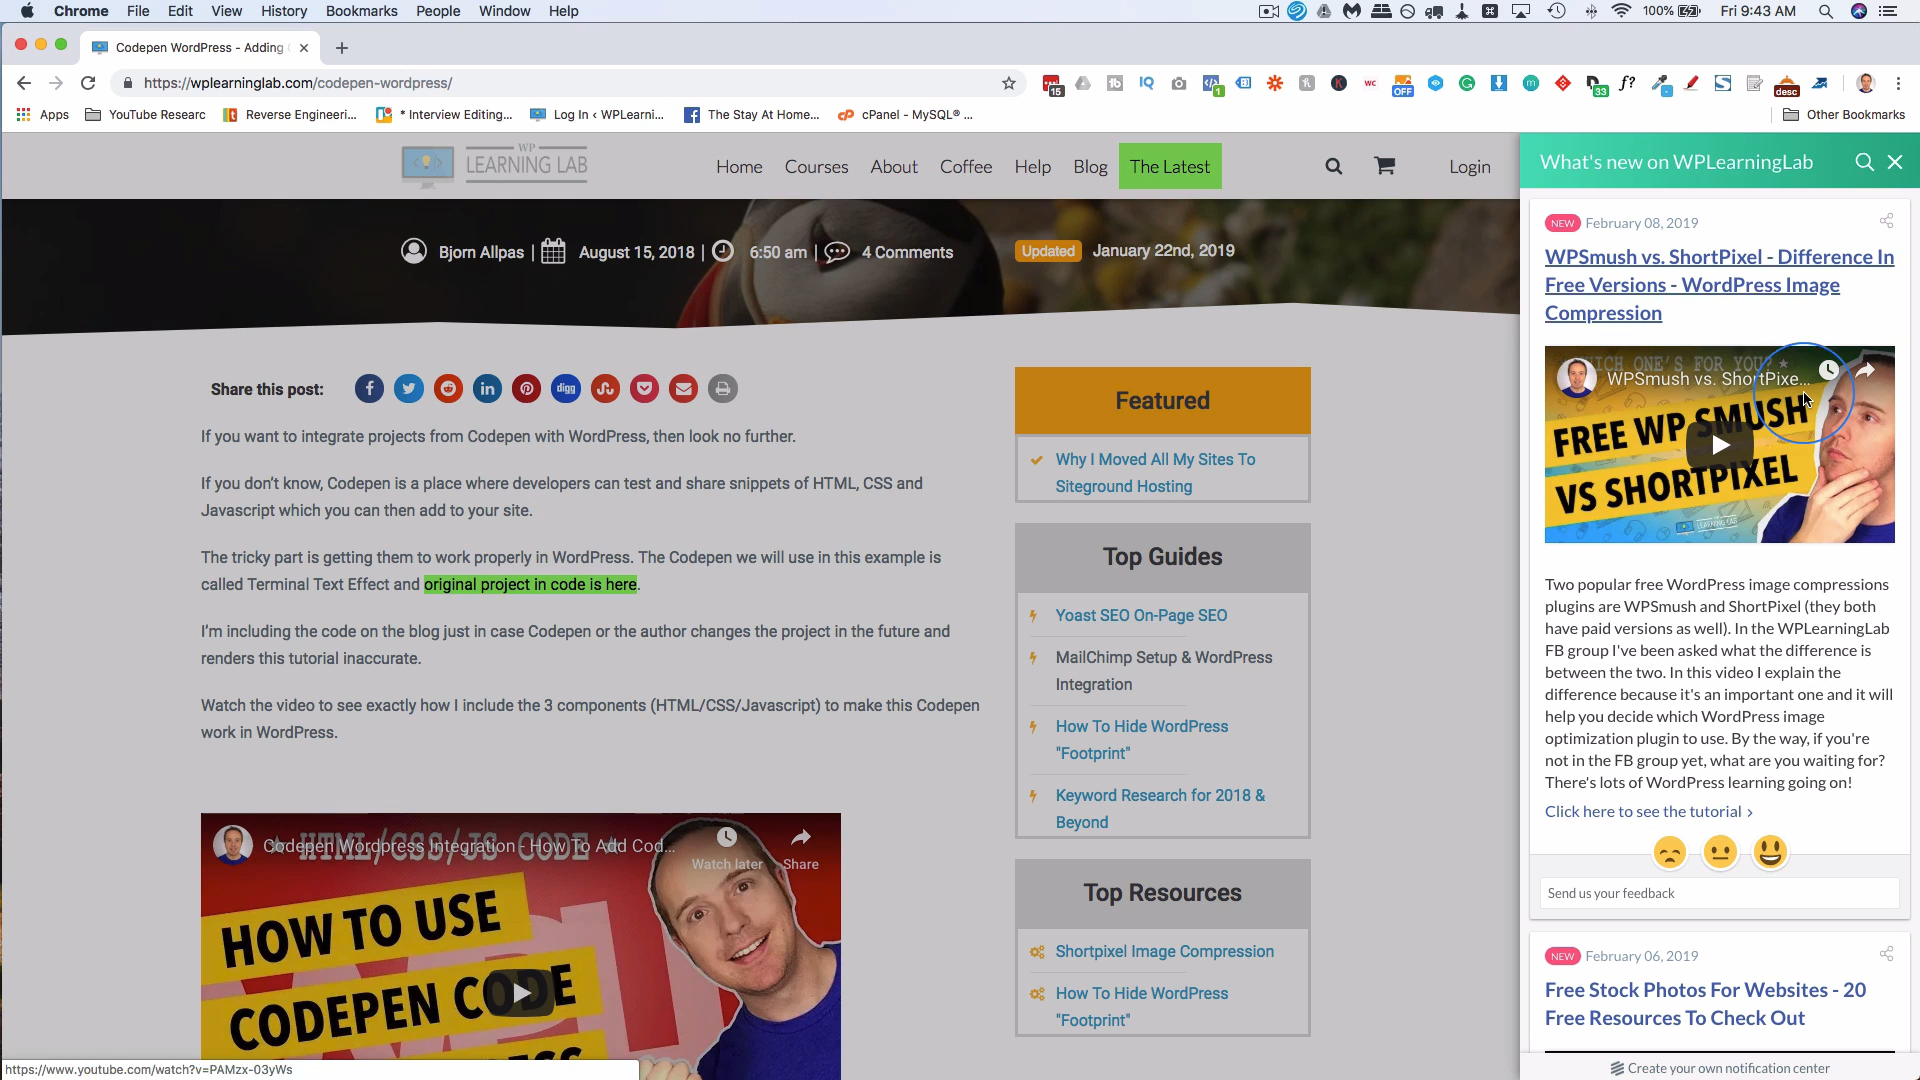 Chrome File Edit View History Bookmarks People Window Help
100% Fri 9:43 AM
Codepen WordPress - Adding
https://wplearninglab.com/codepen-wordpress/
15 1 IQ WC OFF 33 f? desc
Apps YouTube Researc Reverse Engineeri... * Interview Editing... Log In ‹ WPLearni... The Stay At Home... cPanel - MySQL® ... Other Bookmarks
WP
LEARNING LAB
Home Courses About Coffee Help Blog The Latest Login
Bjorn Allpas | August 15, 2018 | 6:50 am | 4 Comments Updated January 22nd, 2019
Share this post:
digg
If you want to integrate projects from Codepen with WordPress, then look no further.
If you don't know, Codepen is a place where developers can test and share snippets of HTML, CSS and
Javascript which you can then add to your site.
The tricky part is getting them to work properly in WordPress. The Codepen we will use in this example is
called Terminal Text Effect and original project in code is here.
I'm including the code on the blog just in case Codepen or the author changes the project in the future and
renders this tutorial inaccurate.
Watch the video to see exactly how I include the 3 components (HTML/CSS/Javascript) to make this Codepen
work in WordPress.
HTML/CSS/JS CODE
Codepen Wordpress Integration - How To Add Cod...
Watch later Share
HOW TO USE
CODEPEN CODE
Featured
Why I Moved All My Sites To
Siteground Hosting
Top Guides
Yoast SEO On-Page SEO
MailChimp Setup & WordPress
Integration
How To Hide WordPress
"Footprint"
Keyword Research for 2018 &
Beyond
Top Resources
Shortpixel Image Compression
How To Hide WordPress
"Footprint"
What's new on WPLearningLab
NEW February 08, 2019
WPSmush vs. ShortPixel - Difference In
Free Versions - WordPress Image
Compression
WHICH ONE'S FOR YOU?
WPSmush vs. ShortPixe...
FREE WP SMUSH
VS SHORTPIXEL
LEARNING LAB
Two popular free WordPress image compressions
plugins are WPSmush and ShortPixel (they both
have paid versions as well). In the WPLearningLab
FB group I've been asked what the difference is
between the two. In this video I explain the
difference because it's an important one and it will
help you decide which WordPress image
optimization plugin to use. By the way, if you're
not in the FB group yet, what are you waiting for?
There's lots of WordPress learning going on!
Click here to see the tutorial ›
Send us your feedback
NEW February 06, 2019
Free Stock Photos For Websites - 20
Free Resources To Check Out
Create your own notification center
https://www.youtube.com/watch?v=PAMzx-03yWs